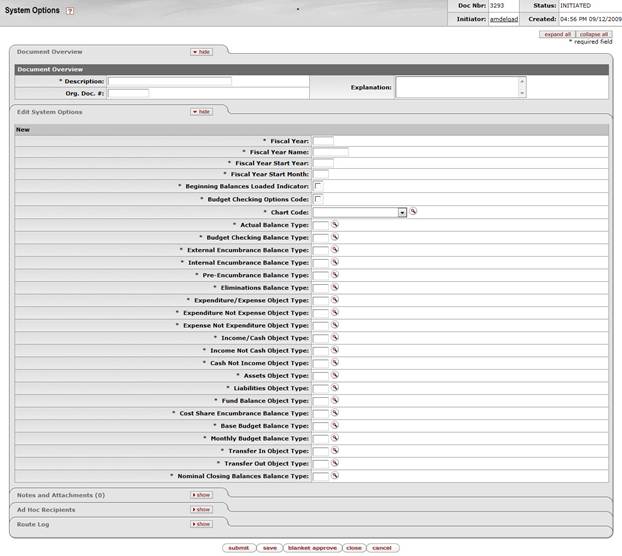 System Options ?
Doc Nbr: 3293 Status: INITIATED
Initiator: amdelgad Created: 04:56 PM 09/12/2009
expand all collapse all
* required field
Document Overview hide
Document Overview
* Description: Explanation:
Org. Doc. #:
Edit System Options hide
New
* Fiscal Year:
* Fiscal Year Name:
* Fiscal Year Start Year:
* Fiscal Year Start Month:
* Beginning Balances Loaded Indicator:
* Budget Checking Options Code:
* Chart Code:
* Actual Balance Type:
* Budget Checking Balance Type:
* External Encumbrance Balance Type:
* Internal Encumbrance Balance Type:
* Pre-Encumbrance Balance Type:
* Eliminations Balance Type:
* Expenditure/Expense Object Type:
* Expenditure Not Expense Object Type:
* Expense Not Expenditure Object Type:
* Income/Cash Object Type:
* Income Not Cash Object Type:
* Cash Not Income Object Type:
* Assets Object Type:
* Liabilities Object Type:
* Fund Balance Object Type:
* Cost Share Encumbrance Balance Type:
* Base Budget Balance Type:
* Monthly Budget Balance Type:
* Transfer In Object Type:
* Transfer Out Object Type:
* Nominal Closing Balances Balance Type:
Notes and Attachments (0) show
Ad Hoc Recipients show
Route Log show
submit save blanket approve close cancel